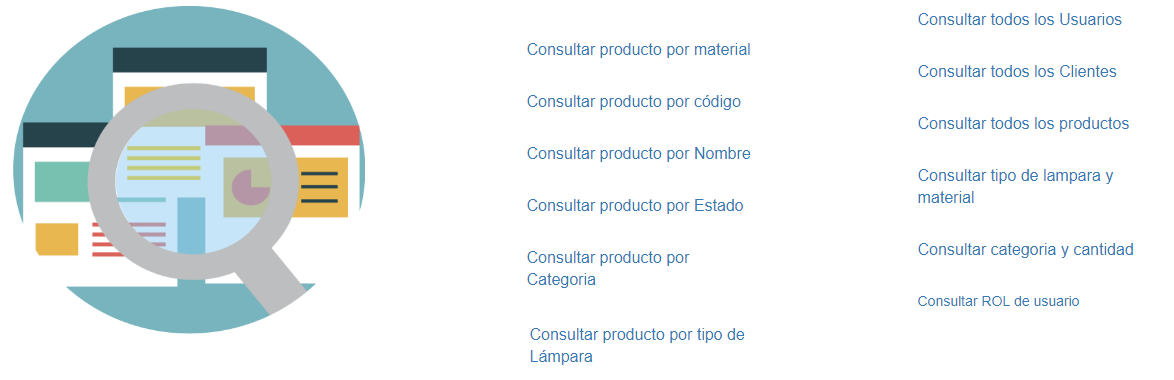 Consultar producto por material
Consultar producto por código
Consultar producto por Nombre
Consultar producto por Estado
Consultar producto por
Categoria
Consultar producto por tipo de
Lámpara
Consultar todos los Usuarios
Consultar todos los Clientes
Consultar todos los productos
Consultar tipo de lampara y
material
Consultar categoria y cantidad
Consultar ROL de usuario